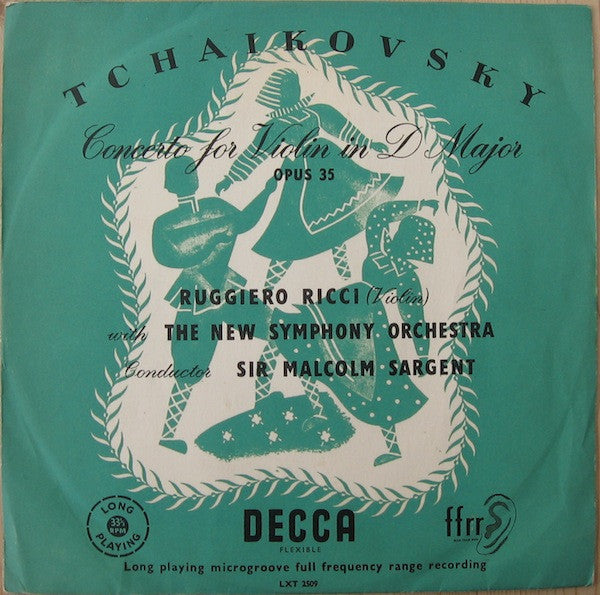 TCHAIKOVSKY
Concerto for Violin in D Major
OPUS 35
RUGGIERO RICCI (Violin)
with THE NEW SYMPHONY ORCHESTRA
Conductor SIR MALCOLM SARGENT
LONG
33⅓
RPM
PLAYING
DECCA
FLEXIBLE
ffrr
Long playing microgroove full frequency range recording
LXT 2509